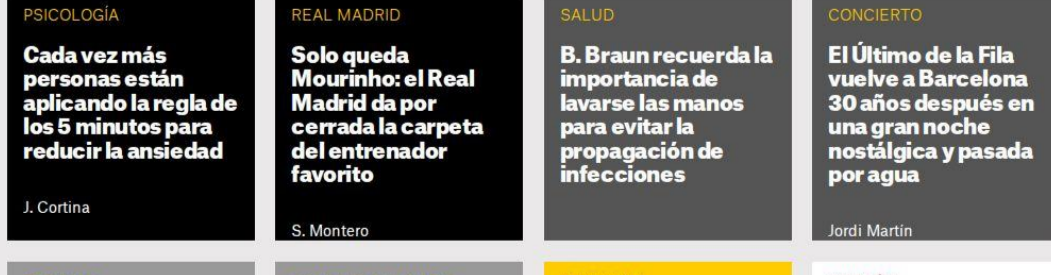 PSICOLOGÍA
Cada vez más
personas están
aplicando la regla de
los 5 minutos para
reducir la ansiedad
J. Cortina
REAL MADRID
Solo queda
Mourinho: el Real
Madrid da por
cerrada la carpeta
del entrenador
favorito
S. Montero
SALUD
B. Braun recuerda la
importancia de
lavarse las manos
para evitar la
propagación de
infecciones
CONCIERTO
El Último de la Fila
vuelve a Barcelona
30 años después en
una gran noche
nostálgica y pasada
por agua
Jordi Martín